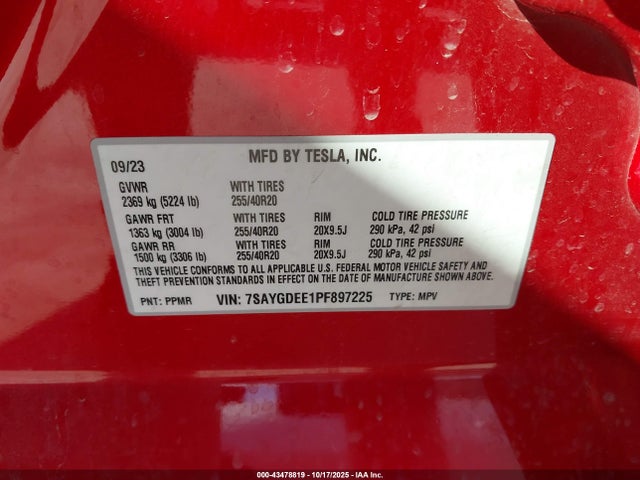 09/23 MFD BY TESLA, INC.
GVWR WITH TIRES
2369 kg (5224 lb) 255/40R20
GAWR FRT WITH TIRES RIM COLD TIRE PRESSURE
1363 kg (3004 lb) 255/40R20 20X9.5J 290 kPa, 42 psi
GAWR RR WITH TIRES RIM COLD TIRE PRESSURE
1500 kg (3306 lb) 255/40R20 20X9.5J 290 kPa, 42 psi
THIS VEHICLE CONFORMS TO ALL APPLICABLE U.S. FEDERAL MOTOR VEHICLE SAFETY AND
THEFT PREVENTION STANDARDS IN EFFECT ON THE DATE OF MANUFACTURE SHOWN ABOVE.
PNT: PPMR VIN: 7SAYGDEE1PF897225 TYPE: MPV
000-43478819 - 10/17/2025 - IAA Inc.